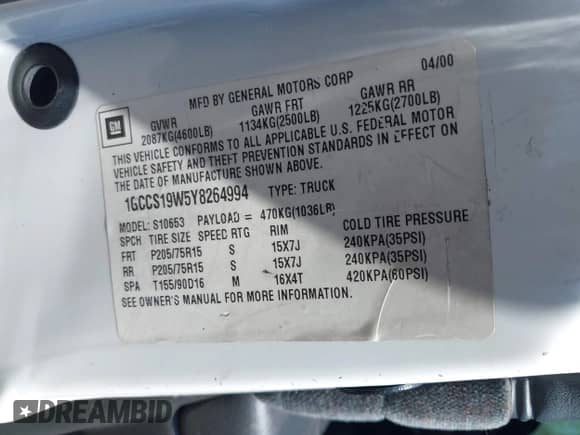 MFD BY GENERAL MOTORS CORP 04/00
GM
GVWR GAWR FRT GAWR RR
2087KG(4600LB) 1134KG(2500LB) 1225KG(2700LB)
THIS VEHICLE CONFORMS TO ALL APPLICABLE U.S. FEDERAL MOTOR
VEHICLE SAFETY AND THEFT PREVENTION STANDARDS IN EFFECT ON
THE DATE OF MANUFACTURE SHOWN ABOVE.
1GCCS19W5Y8264994 TYPE: TRUCK
MODEL: S10653 PAYLOAD = 470KG(1036LB)
SPCH TIRE SIZE SPEED RTG RIM COLD TIRE PRESSURE
FRT P205/75R15 S 15X7J 240KPA(35PSI)
RR P205/75R15 S 15X7J 240KPA(35PSI)
SPA T155/90D16 M 16X4T 420KPA(60PSI)
SEE OWNER'S MANUAL FOR MORE INFORMATION.
DREAMBID